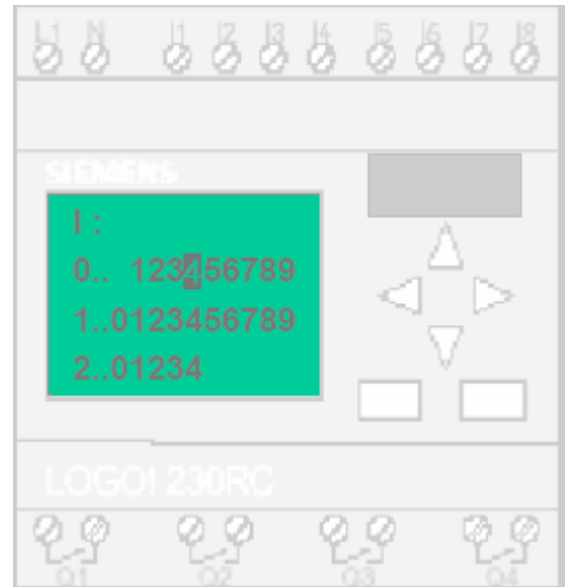 L1 N I1 I2 I3 I4 I5 I6 I7 I8
SIEMENS
I :
0.. 123456789
1..0123456789
2..01234
LOGO! 230RC
Q1 Q2 Q3 Q4